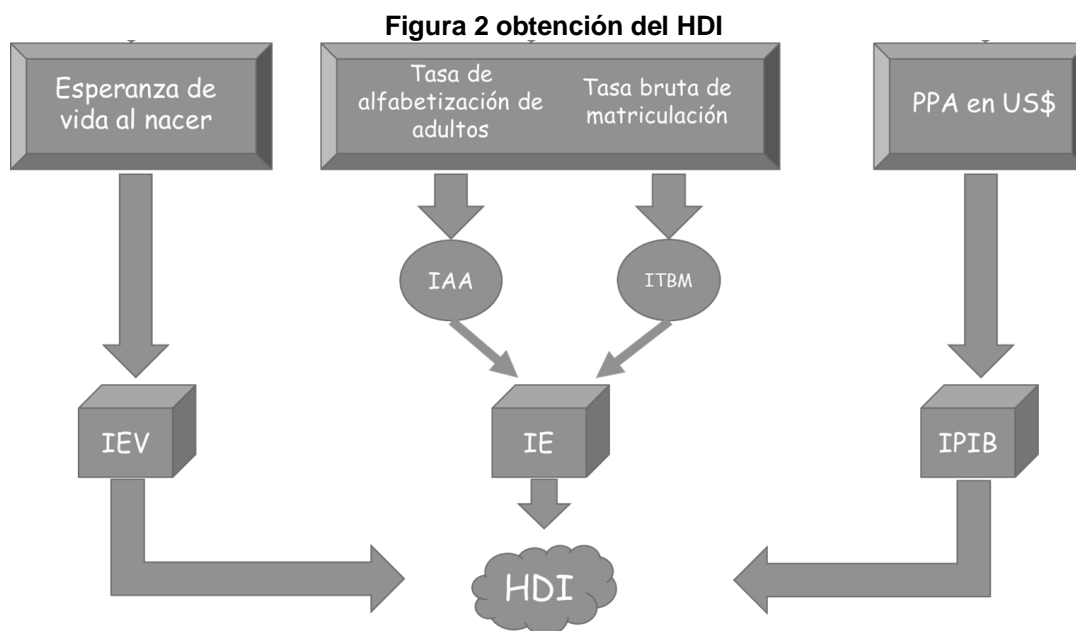 Figura 2 obtención del HDI
Esperanza de
vida al nacer
Tasa de
alfabetización de
adultos
Tasa bruta de
matriculación
PPA en US$
IAA
ITBM
IEV
IE
IPIB
HDI